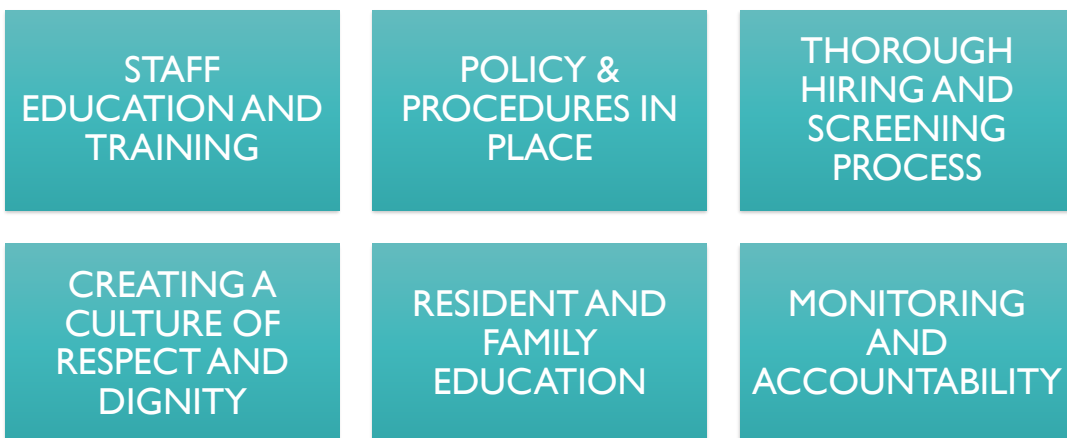 STAFF
EDUCATION AND
TRAINING
POLICY &
PROCEDURES IN
PLACE
THOROUGH
HIRING AND
SCREENING
PROCESS
CREATING A
CULTURE OF
RESPECT AND
DIGNITY
RESIDENT AND
FAMILY
EDUCATION
MONITORING
AND
ACCOUNTABILITY